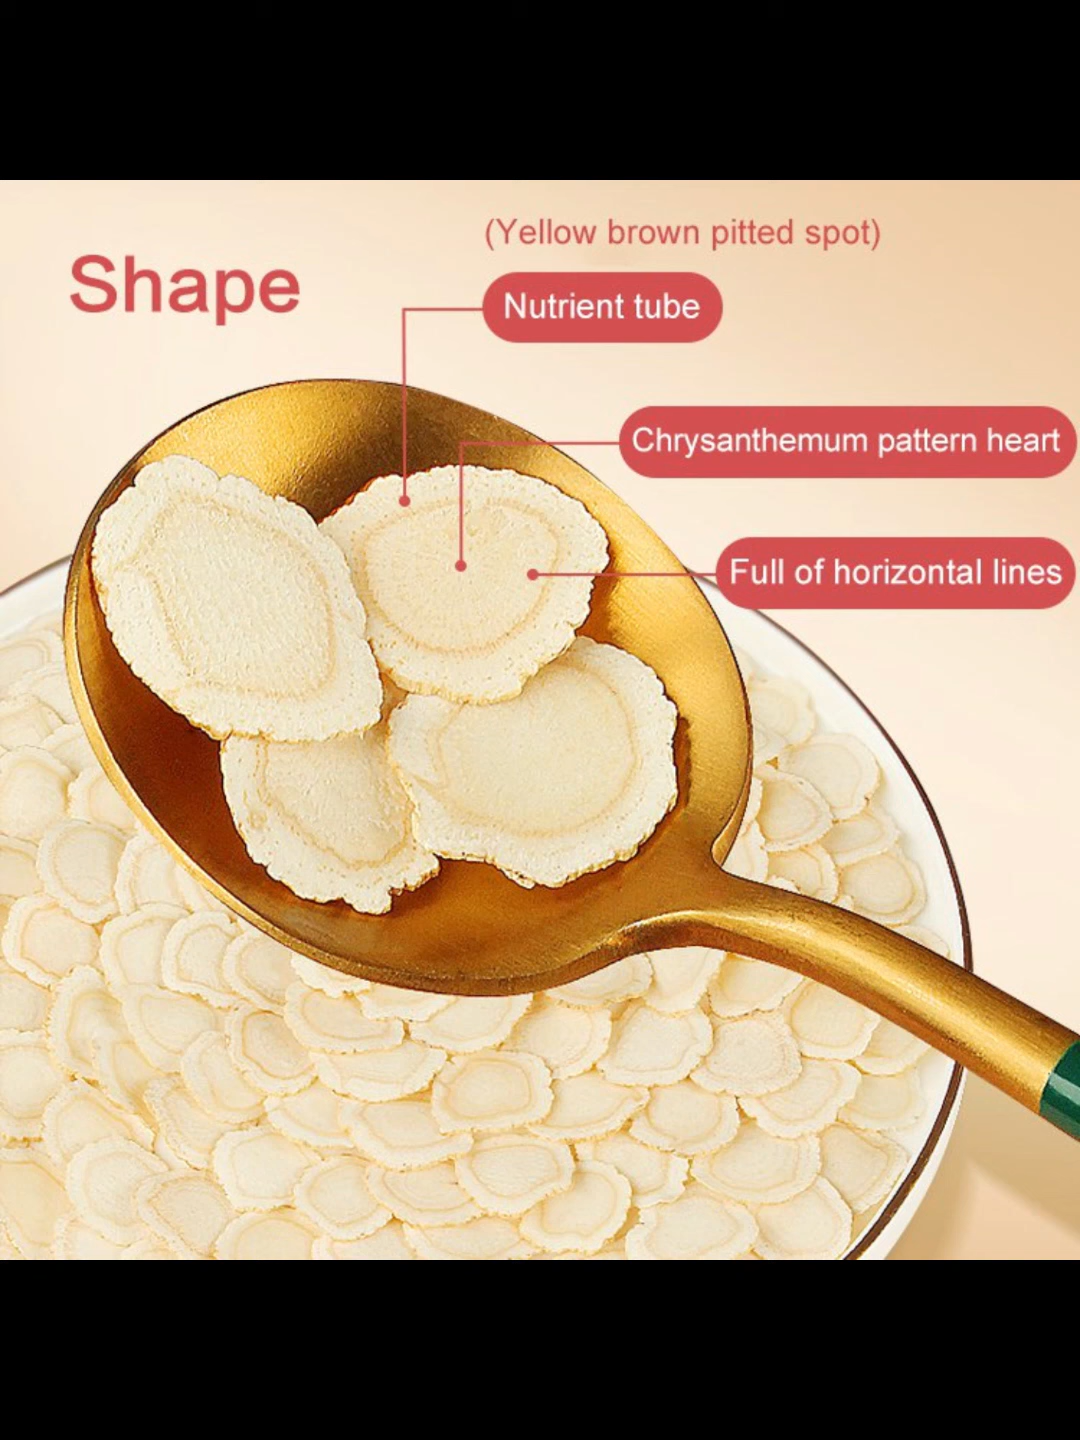 Shape
(Yellow brown pitted spot)
Nutrient tube
Chrysanthemum pattern heart
Full of horizontal lines